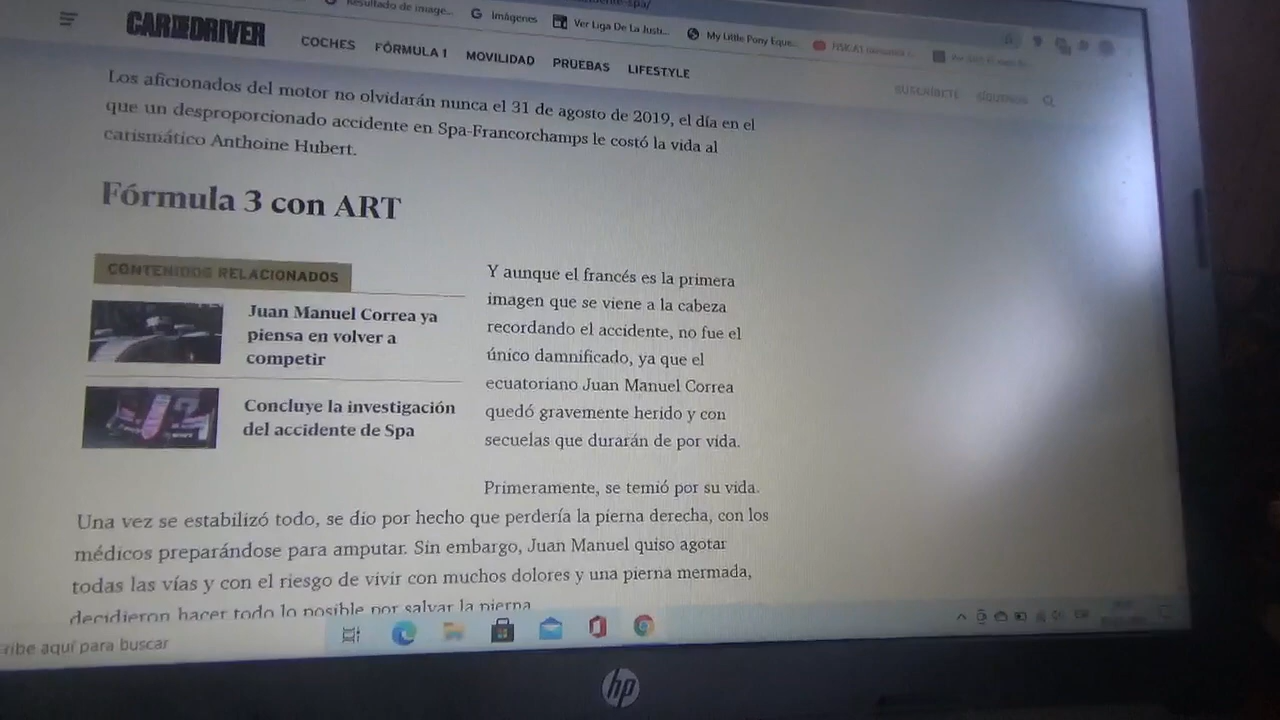 Resultado de image...
Imágenes
Ver Liga De La Justi...
My Little Pony Eque...
CAR AND DRIVER
COCHES FÓRMULA 1 MOVILIDAD PRUEBAS LIFESTYLE
SUSCRÍBETE SÍGUENOS
Los aficionados del motor no olvidarán nunca el 31 de agosto de 2019, el día en el
que un desproporcionado accidente en Spa-Francorchamps le costó la vida al
carismático Anthoine Hubert.
Fórmula 3 con ART
CONTENIDOS RELACIONADOS
Juan Manuel Correa ya
piensa en volver a
competir
Concluye la investigación
del accidente de Spa
Y aunque el francés es la primera
imagen que se viene a la cabeza
recordando el accidente, no fue el
único damnificado, ya que el
ecuatoriano Juan Manuel Correa
quedó gravemente herido y con
secuelas que durarán de por vida.
Primeramente, se temió por su vida.
Una vez se estabilizó todo, se dio por hecho que perdería la pierna derecha, con los
médicos preparándose para amputar. Sin embargo, Juan Manuel quiso agotar
todas las vías y con el riesgo de vivir con muchos dolores y una pierna mermada,
decidieron hacer todo lo posible por salvar la pierna
ribe aquí para buscar
hp